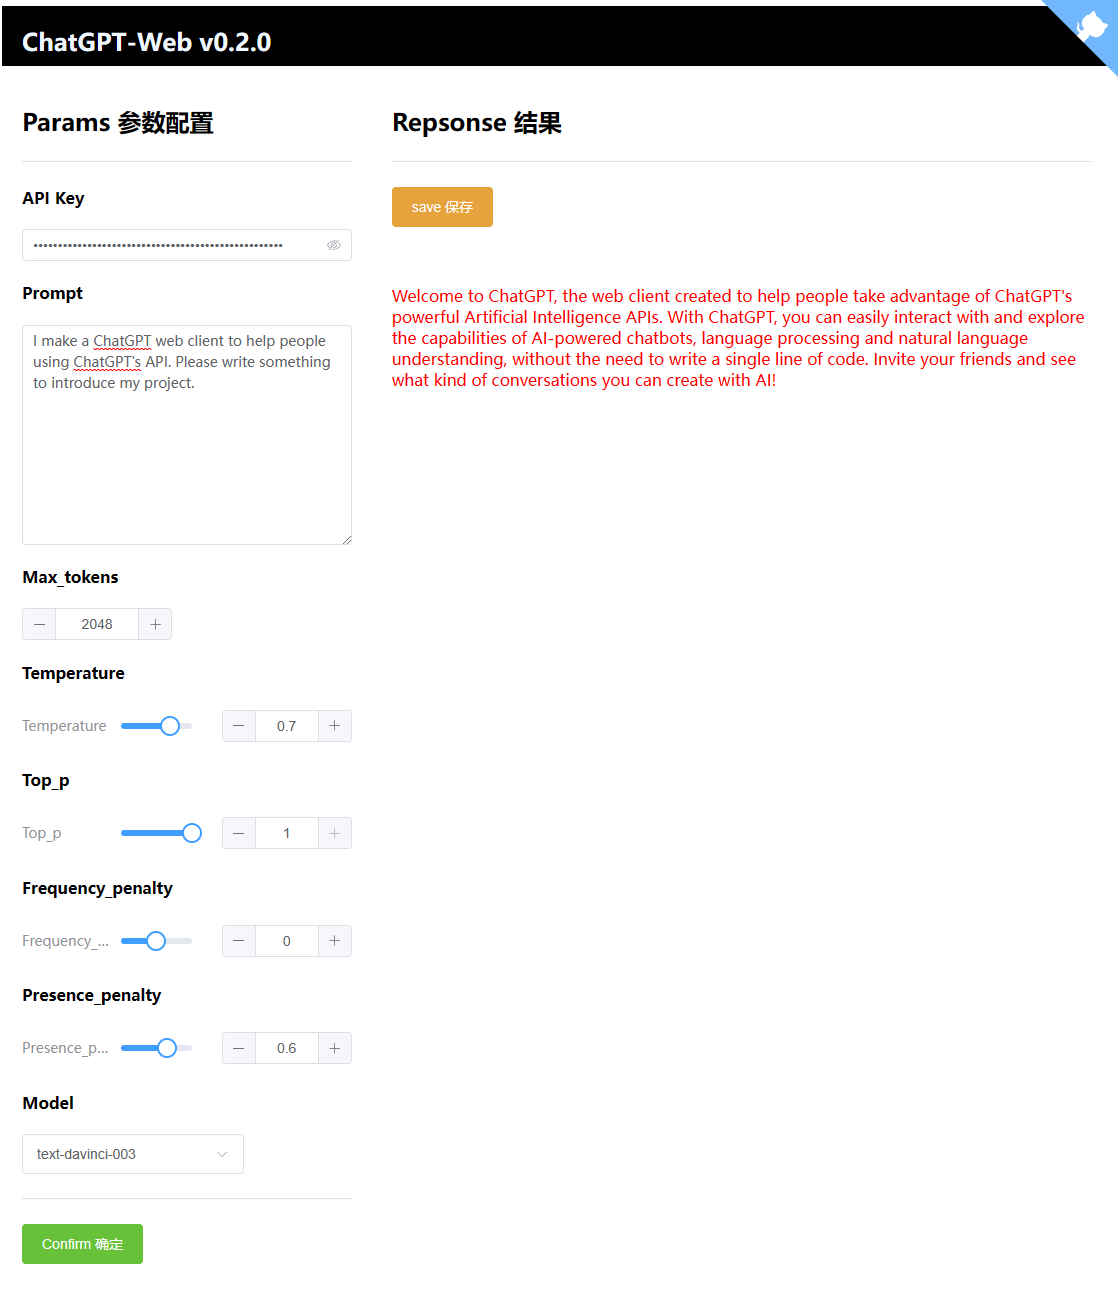 ChatGPT-Web v0.2.0
Params 参数配置
API Key
Prompt
I make a ChatGPT web client to help people
using ChatGPT's API. Please write something
to introduce my project.
Max_tokens
2048
Temperature
Temperature
0.7
Top_p
Top_p
1
Frequency_penalty
Frequency_...
0
Presence_penalty
Presence_p...
0.6
Model
text-davinci-003
Confirm 确定
Repsonse 结果
save 保存
Welcome to ChatGPT, the web client created to help people take advantage of ChatGPT's
powerful Artificial Intelligence APIs. With ChatGPT, you can easily interact with and explore
the capabilities of AI-powered chatbots, language processing and natural language
understanding, without the need to write a single line of code. Invite your friends and see
what kind of conversations you can create with AI!